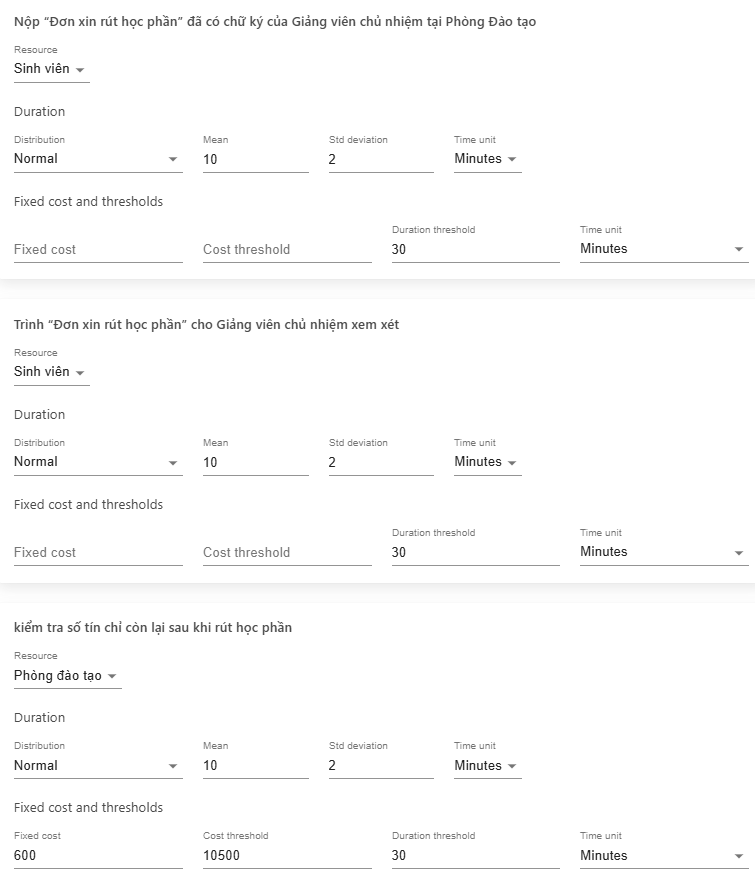 Nộp “Đơn xin rút học phần” đã có chữ ký của Giảng viên chủ nhiệm tại Phòng Đào tạo
Resource
Sinh viên
Duration
Distribution Mean Std deviation Time unit
Normal 10 2 Minutes
Fixed cost and thresholds
Duration threshold Time unit
Fixed cost Cost threshold 30 Minutes
Trình “Đơn xin rút học phần” cho Giảng viên chủ nhiệm xem xét
Resource
Sinh viên
Duration
Distribution Mean Std deviation Time unit
Normal 10 2 Minutes
Fixed cost and thresholds
Duration threshold Time unit
Fixed cost Cost threshold 30 Minutes
kiểm tra số tín chỉ còn lại sau khi rút học phần
Resource
Phòng đào tạo
Duration
Distribution Mean Std deviation Time unit
Normal 10 2 Minutes
Fixed cost and thresholds
Fixed cost Cost threshold Duration threshold Time unit
600 10500 30 Minutes